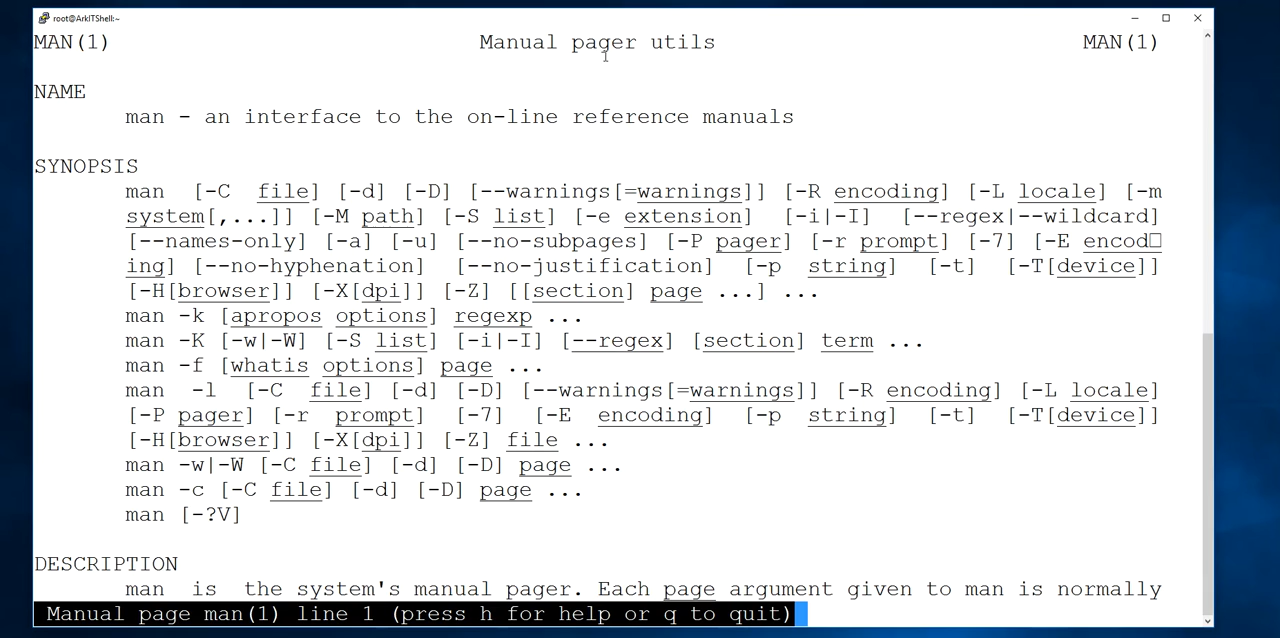 root@ArkITShell:~
MAN(1) Manual pager utils MAN(1)
NAME
man - an interface to the on-line reference manuals
SYNOPSIS
man [-C file] [-d] [-D] [--warnings[=warnings]] [-R encoding] [-L locale] [-m
system[,...]] [-M path] [-S list] [-e extension] [-i|-I] [--regex|--wildcard]
[--names-only] [-a] [-u] [--no-subpages] [-P pager] [-r prompt] [-7] [-E encod□
ing] [--no-hyphenation] [--no-justification] [-p string] [-t] [-T[device]]
[-H[browser]] [-X[dpi]] [-Z] [[section] page ...] ...
man -k [apropos options] regexp ...
man -K [-w|-W] [-S list] [-i|-I] [--regex] [section] term ...
man -f [whatis options] page ...
man -l [-C file] [-d] [-D] [--warnings[=warnings]] [-R encoding] [-L locale]
[-P pager] [-r prompt] [-7] [-E encoding] [-p string] [-t] [-T[device]]
[-H[browser]] [-X[dpi]] [-Z] file ...
man -w|-W [-C file] [-d] [-D] page ...
man -c [-C file] [-d] [-D] page ...
man [-?V]
DESCRIPTION
man is the system's manual pager. Each page argument given to man is normally
Manual page man(1) line 1 (press h for help or q to quit)